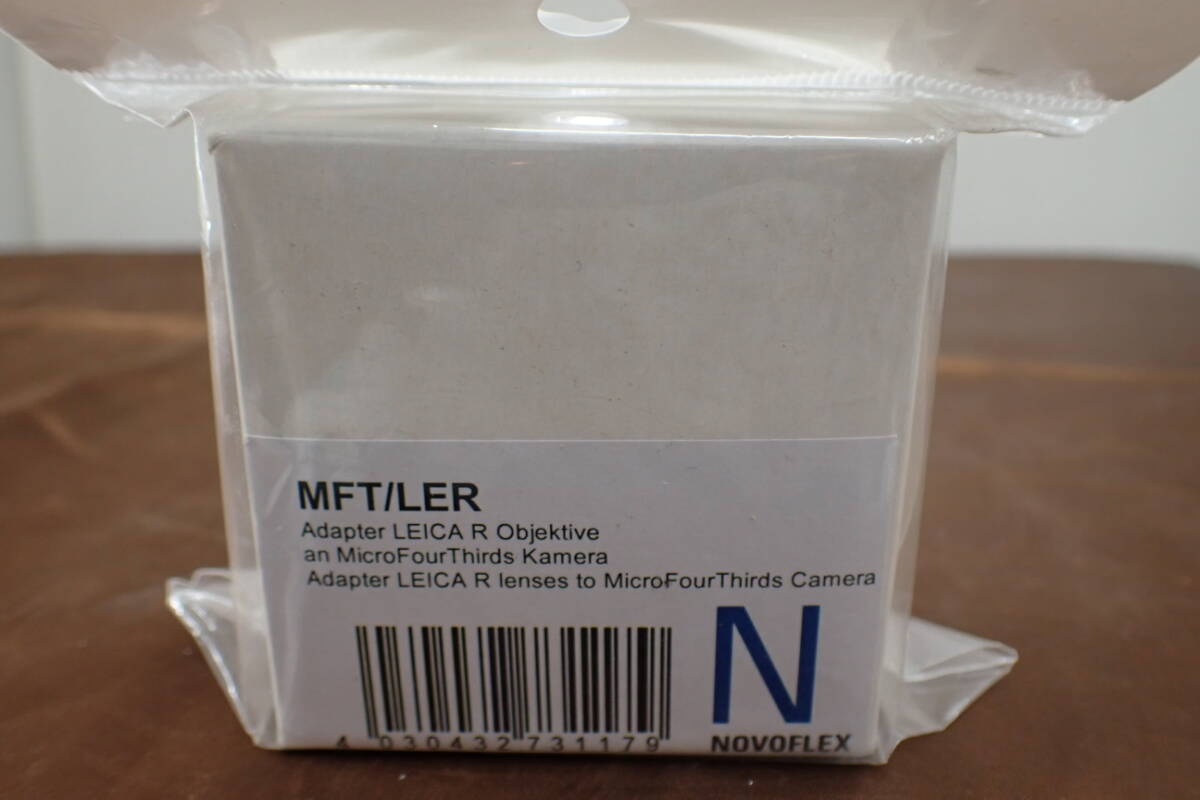 MFT/LER
Adapter LEICA R Objektive
an MicroFourThirds Kamera
Adapter LEICA R lenses to MicroFourThirds Camera
N
4 030432 731179
NOVOFLEX